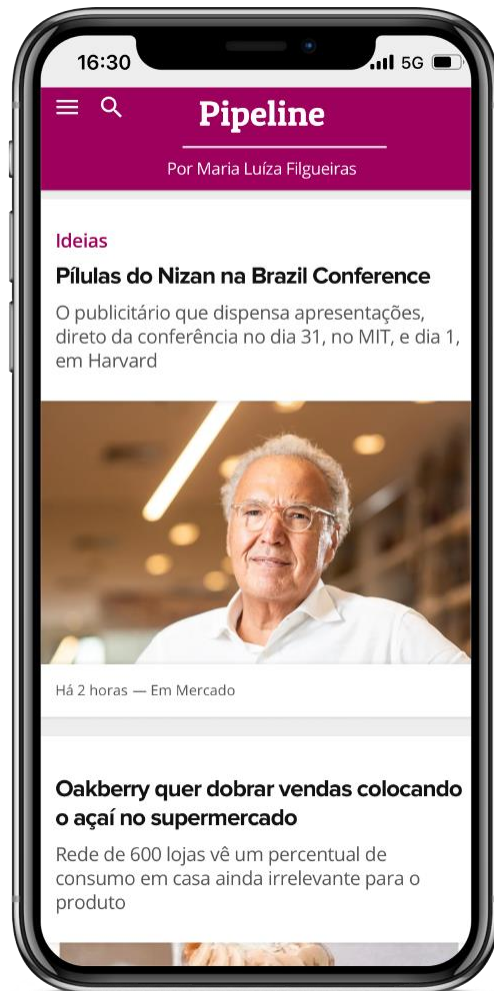 16:30
5G
Pipeline
Por Maria Luíza Filgueiras
Ideias
Pílulas do Nizan na Brazil Conference
O publicitário que dispensa apresentações,
direto da conferência no dia 31, no MIT, e dia 1,
em Harvard
Há 2 horas — Em Mercado
Oakberry quer dobrar vendas colocando
o açaí no supermercado
Rede de 600 lojas vê um percentual de
consumo em casa ainda irrelevante para o
produto